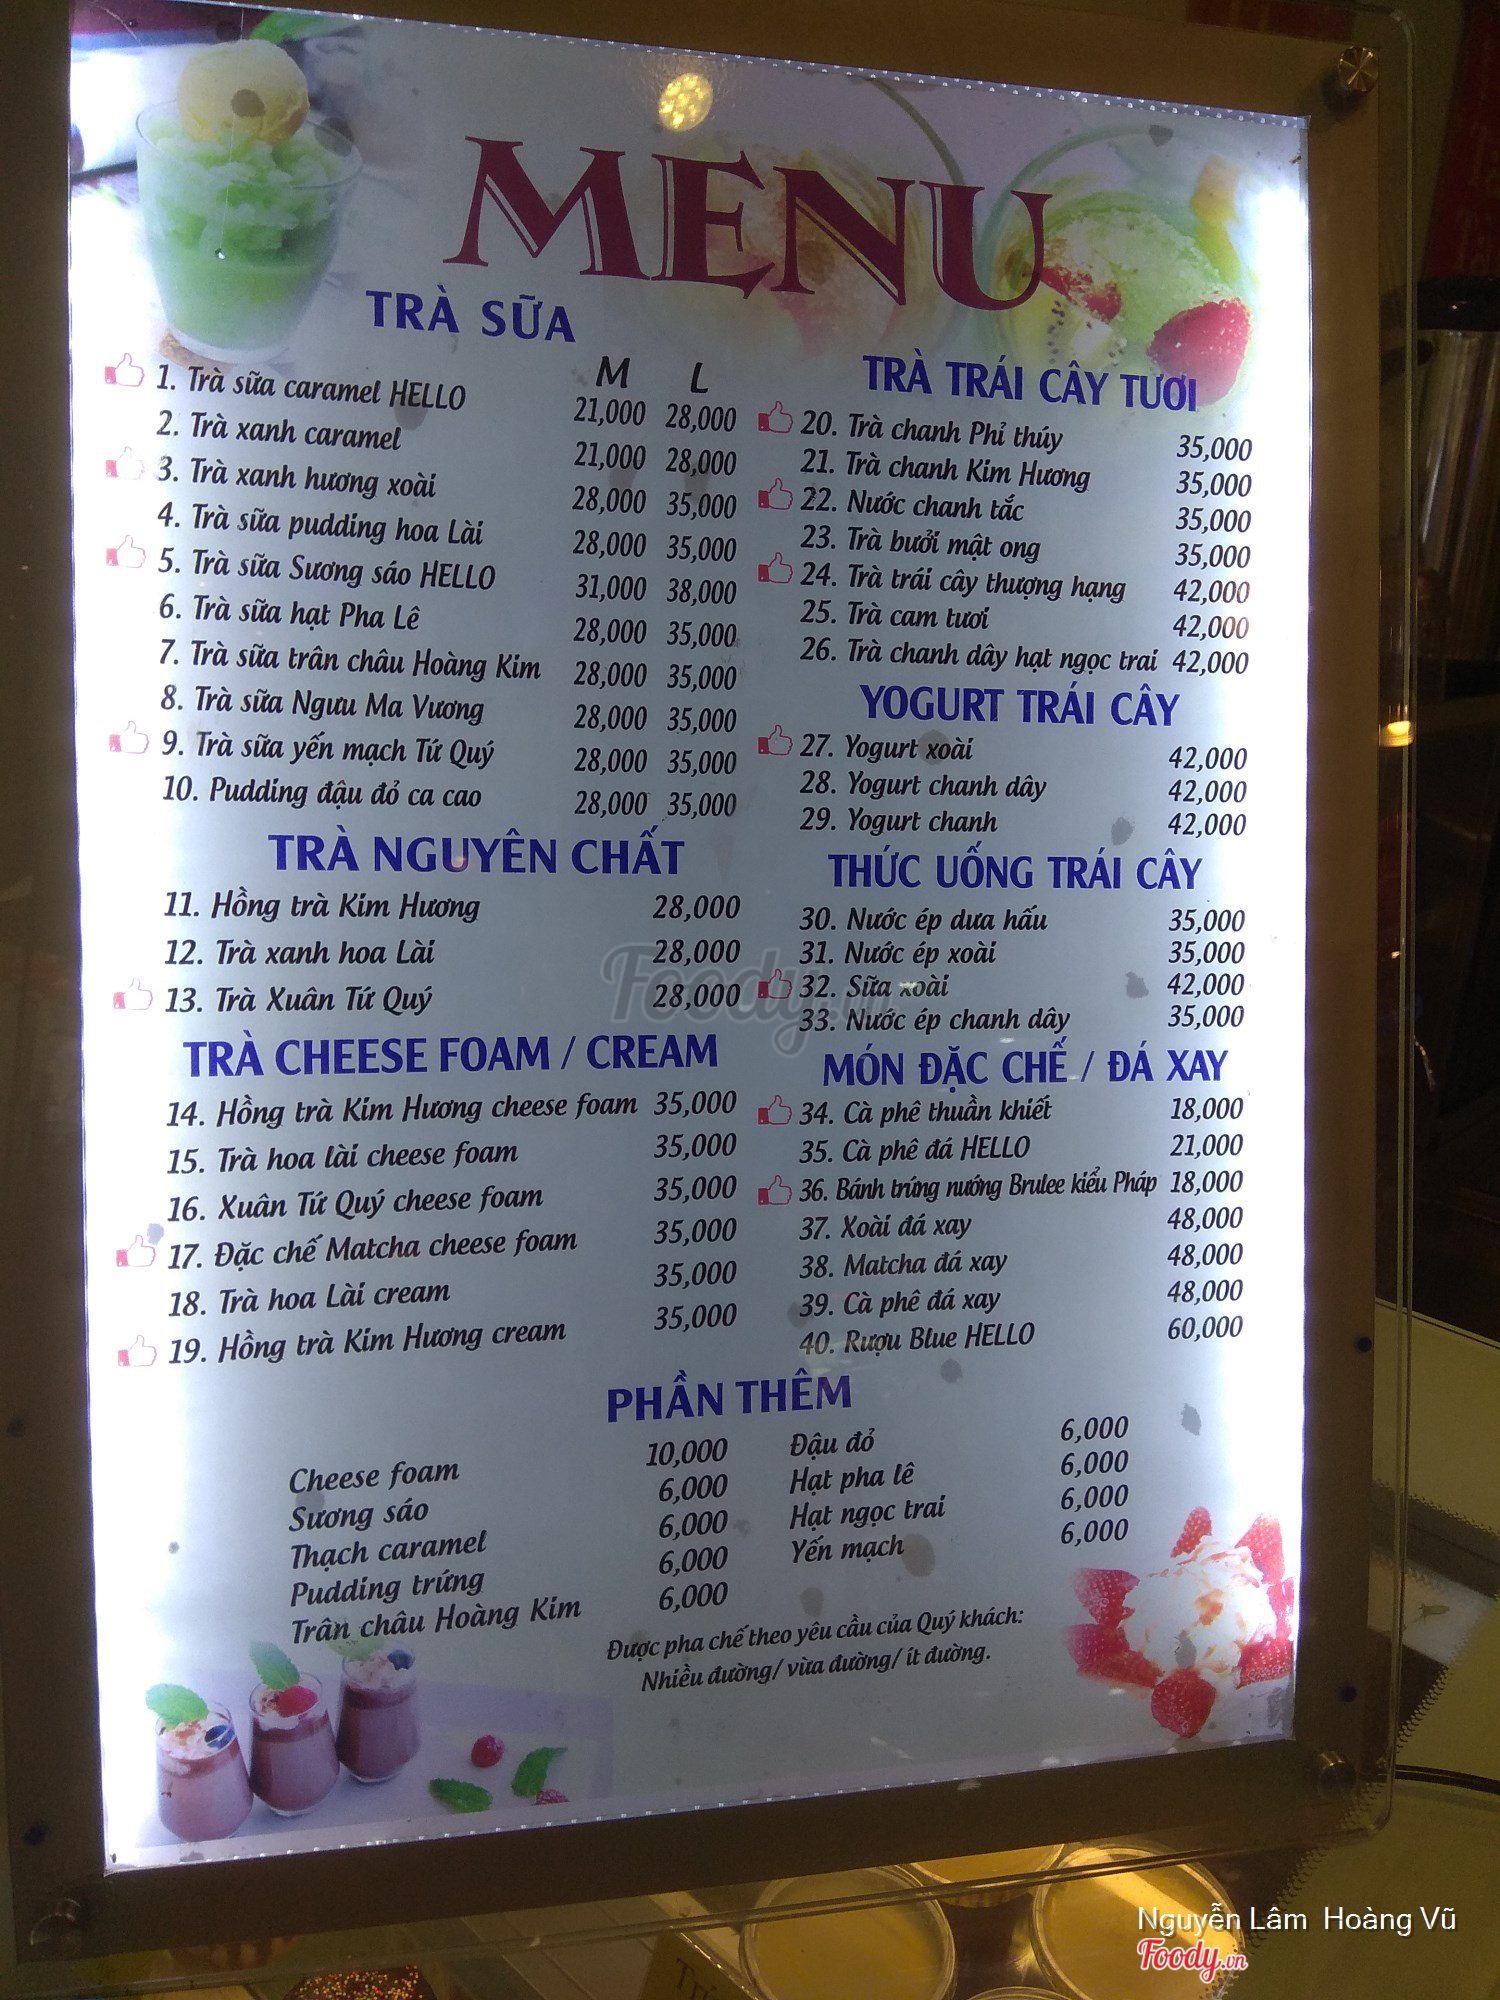 MENU
TRÀ SỮA
M L
1. Trà sữa caramel HELLO 21,000 28,000
2. Trà xanh caramel 21,000 28,000
3. Trà xanh hương xoài 28,000 35,000
4. Trà sữa pudding hoa Lài 28,000 35,000
5. Trà sữa Sương sáo HELLO 31,000 38,000
6. Trà sữa hạt Pha Lê 28,000 35,000
7. Trà sữa trân châu Hoàng Kim 28,000 35,000
8. Trà sữa Ngưu Ma Vương 28,000 35,000
9. Trà sữa yến mạch Tứ Quý 28,000 35,000
10. Pudding đậu đỏ ca cao 28,000 35,000
TRÀ NGUYÊN CHẤT
11. Hồng trà Kim Hương 28,000
12. Trà xanh hoa Lài 28,000
13. Trà Xuân Tứ Quý 28,000
TRÀ CHEESE FOAM / CREAM
14. Hồng trà Kim Hương cheese foam 35,000
15. Trà hoa lài cheese foam 35,000
16. Xuân Tứ Quý cheese foam 35,000
17. Đặc chế Matcha cheese foam 35,000
18. Trà hoa Lài cream 35,000
19. Hồng trà Kim Hương cream 35,000
TRÀ TRÁI CÂY TƯƠI
20. Trà chanh Phỉ thúy 35,000
21. Trà chanh Kim Hương 35,000
22. Nước chanh tắc 35,000
23. Trà bưởi mật ong 35,000
24. Trà trái cây thượng hạng 42,000
25. Trà cam tươi 42,000
26. Trà chanh dây hạt ngọc trai 42,000
YOGURT TRÁI CÂY
27. Yogurt xoài 42,000
28. Yogurt chanh dây 42,000
29. Yogurt chanh 42,000
THỨC UỐNG TRÁI CÂY
30. Nước ép dưa hấu 35,000
31. Nước ép xoài 35,000
32. Sữa xoài 42,000
33. Nước ép chanh dây 35,000
MÓN ĐẶC CHẾ / ĐÁ XAY
34. Cà phê thuần khiết 18,000
35. Cà phê đá HELLO 21,000
36. Bánh trứng nướng Brulee kiểu Pháp 18,000
37. Xoài đá xay 48,000
38. Matcha đá xay 48,000
39. Cà phê đá xay 48,000
40. Rượu Blue HELLO 60,000
PHẦN THÊM
Cheese foam 10,000
Sương sáo 6,000
Thạch caramel 6,000
Pudding trứng 6,000
Trân châu Hoàng Kim 6,000
Đậu đỏ 6,000
Hạt pha lê 6,000
Hạt ngọc trai 6,000
Yến mạch 6,000
Được pha chế theo yêu cầu của Quý khách:
Nhiều đường/ vừa đường/ ít đường.
Foody.vn
Nguyễn Lâm Hoàng Vũ
Foody.vn